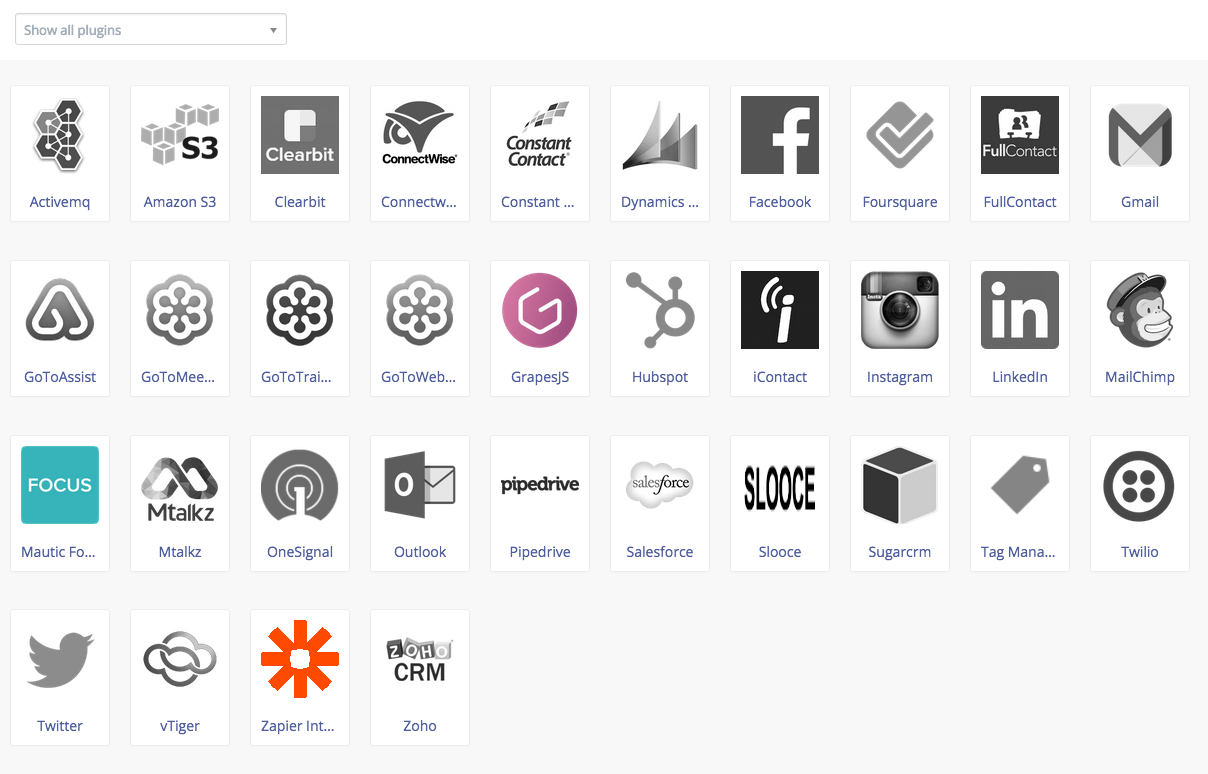 Show all plugins
S3
Clearbit
ConnectWise
Constant
Contact
FullContact
Activemq
Amazon S3
Clearbit
Connectw...
Constant ...
Dynamics ...
Facebook
Foursquare
FullContact
Gmail
Insta
in
GoToAssist
GoToMee...
GoToTrai...
GoToWeb...
GrapesJS
Hubspot
iContact
Instagram
LinkedIn
MailChimp
FOCUS
Mtalkz
O
pipedrive
salesforce
SLOOCE
Mautic Fo...
Mtalkz
OneSignal
Outlook
Pipedrive
Salesforce
Slooce
Sugarcrm
Tag Mana...
Twilio
ZOHO
CRM
Twitter
vTiger
Zapier Int...
Zoho